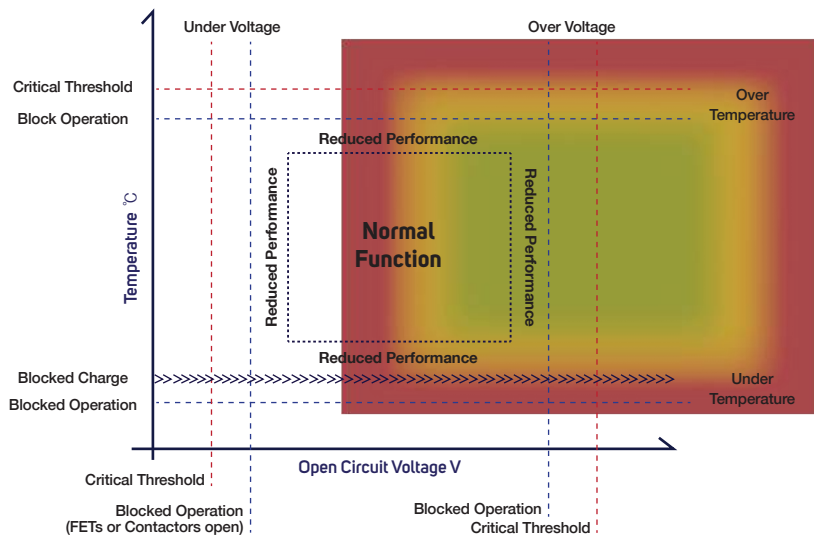 Under Voltage
Over Voltage
Critical Threshold
Over
Temperature
Block Operation
Reduced Performance
Temperature °C
Reduced Performance
Normal
Function
Reduced Performance
Reduced Performance
Blocked Charge
>>>>>>>>>>>>>>>>>>>>>>>>>>>>>>>>>>>>>>>>>>>>>>>>>>>>>
Under
Temperature
Blocked Operation
Open Circuit Voltage V
Critical Threshold
Blocked Operation
(FETs or Contactors open)
Blocked Operation
Critical Threshold